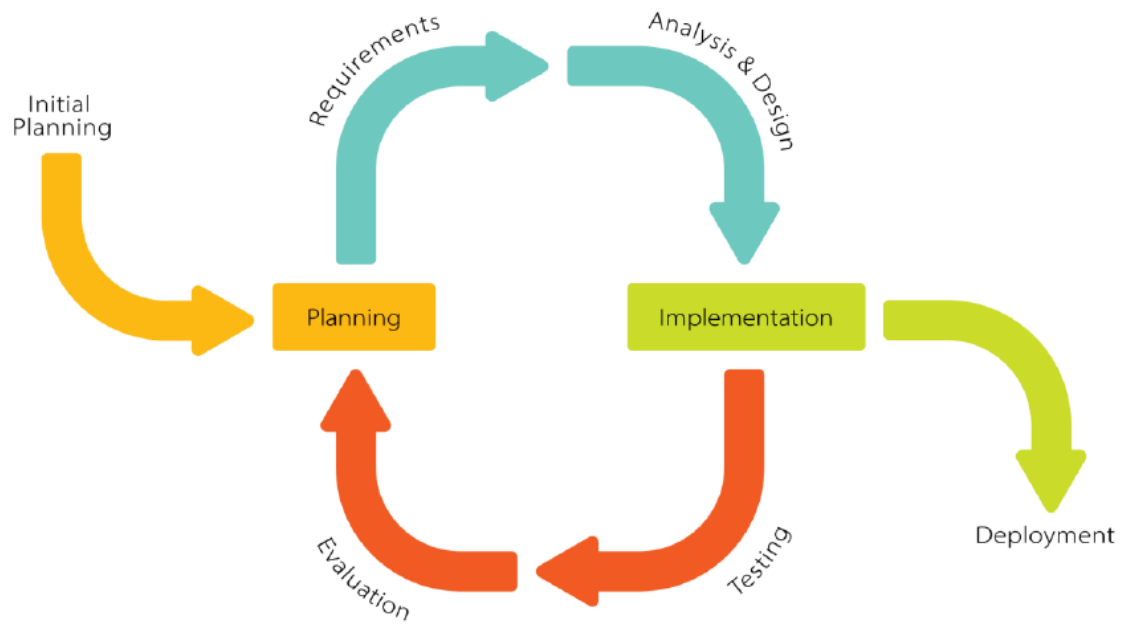 Initial
Planning
Requirements
Analysis & Design
Planning
Implementation
Evaluation
Testing
Deployment